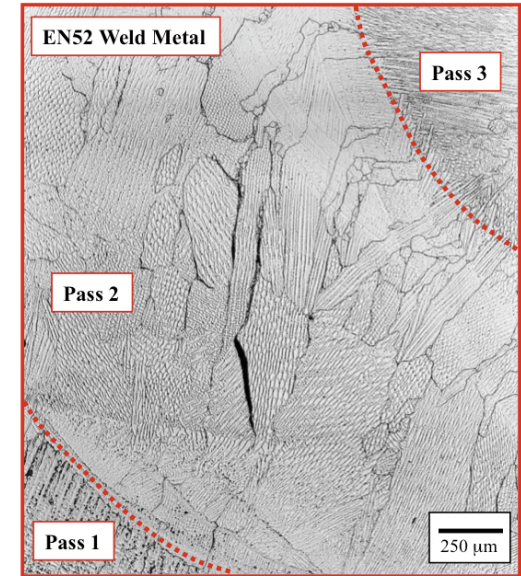 EN52 Weld Metal
Pass 3
Pass 2
Pass 1
250 μm